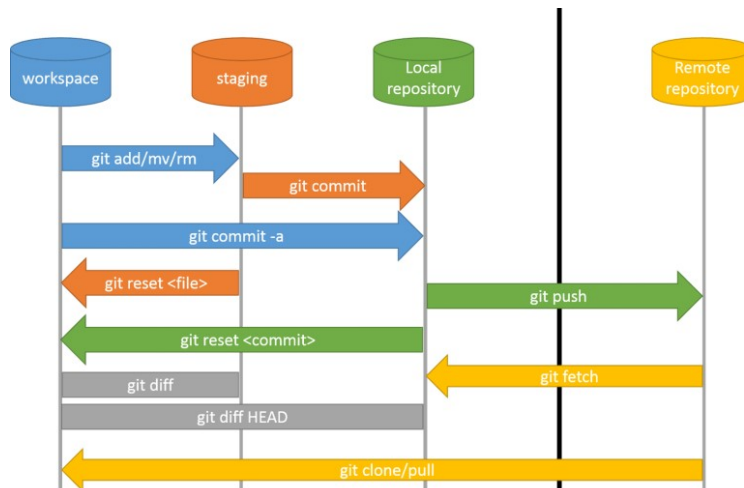 workspace
staging
Local
repository
Remote
repository
git add/mv/rm
git commit
git commit -a
git reset <file>
git push
git reset <commit>
git fetch
git diff
git diff HEAD
git clone/pull